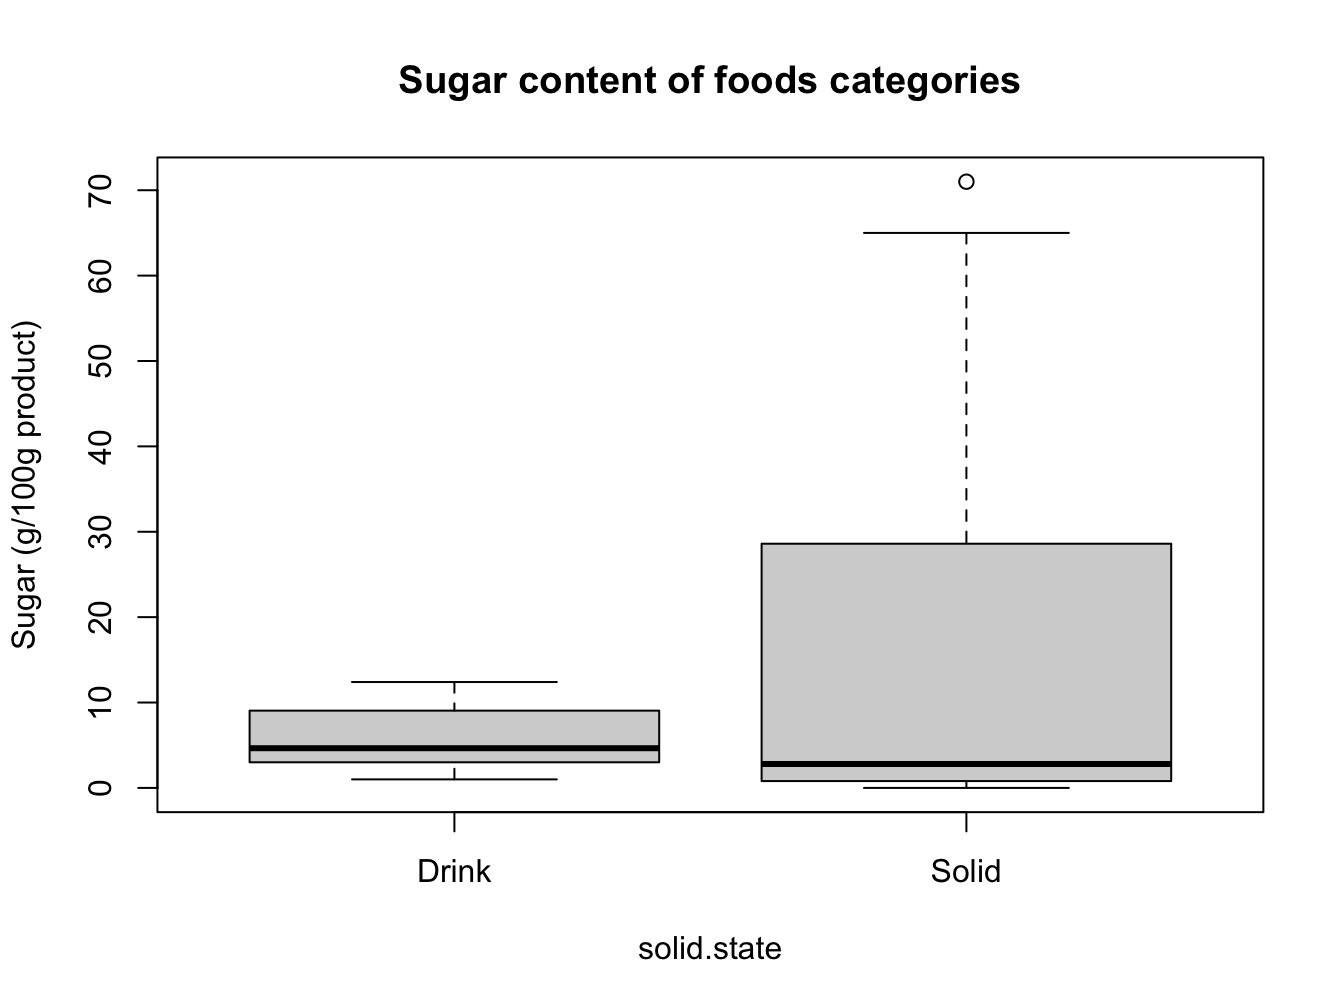 Sugar content of foods categories
Sugar (g/100g product)
70
60
50
40
30
20
10
0
Drink
Solid
solid.state